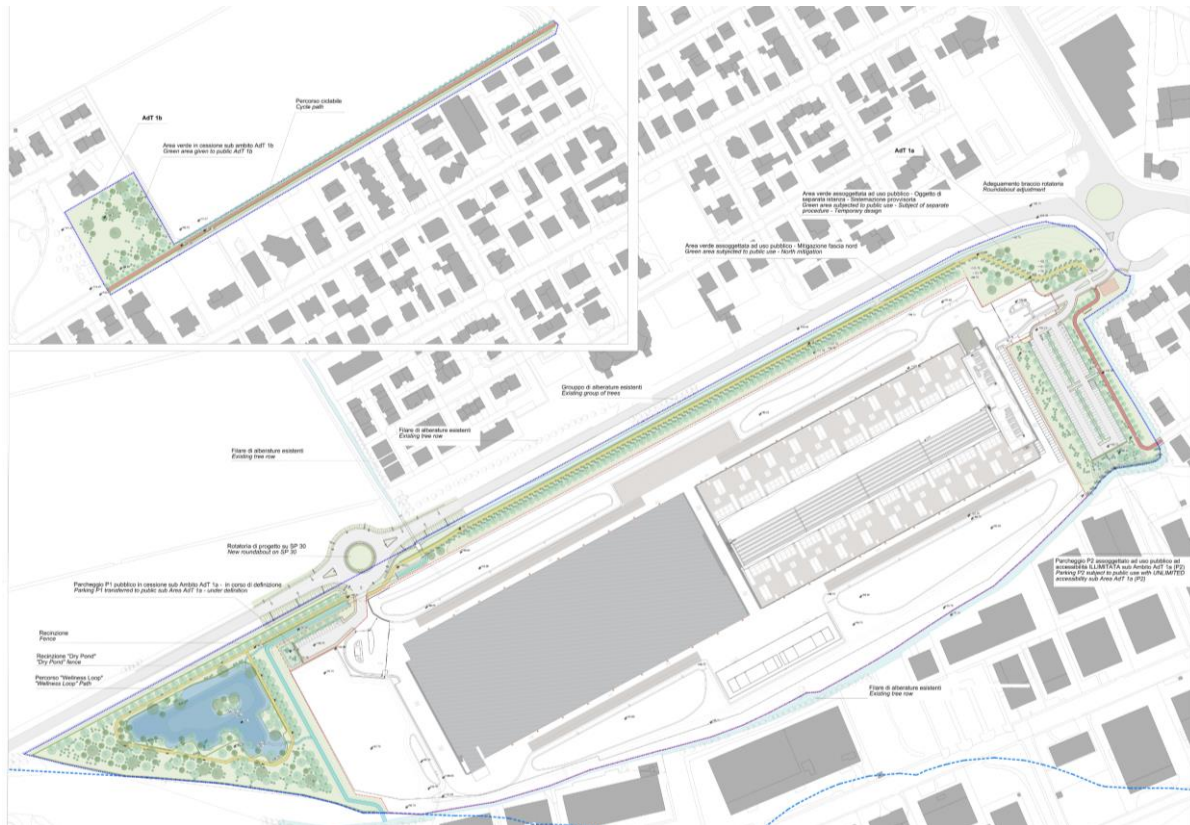 Percorso ciclabile
Cycle path
AdT 1b
Area verde in cessione sub ambito AdT 1b
Green area given to public AdT 1b
AdT 1a
Adeguamento braccio rotatoria
Roundabout adjustment
Area verde assoggettata ad uso pubblico - Oggetto di
separata istanza - Sistemazione provvisoria
Green area subjected to public use - Subject of separate
procedure - Temporary design
Area verde assoggettata ad uso pubblico - Mitigazione fascia nord
Green area subjected to public use - North mitigation
Gruppo di alberature esistenti
Existing group of trees
Filare di alberature esistenti
Existing tree row
Filare di alberature esistenti
Existing tree row
Rotatoria di progetto su SP 30
New roundabout on SP 30
Parcheggio P1 pubblico in cessione sub Ambito AdT 1a - in corso di definizione
Parking P1 transferred to public sub Area AdT 1a - under definition
Parcheggio P2 assoggettato ad uso pubblico ad
accessibilità ILLIMITATA sub Ambito AdT 1a (P2)
Parking P2 subject to public use with UNLIMITED
accessibility sub Area AdT 1a (P2)
Recinzione
Fence
Recinzione "Dry Pond"
"Dry Pond" fence
Percorso "Wellness Loop"
"Wellness Loop" Path
Filare di alberature esistenti
Existing tree row